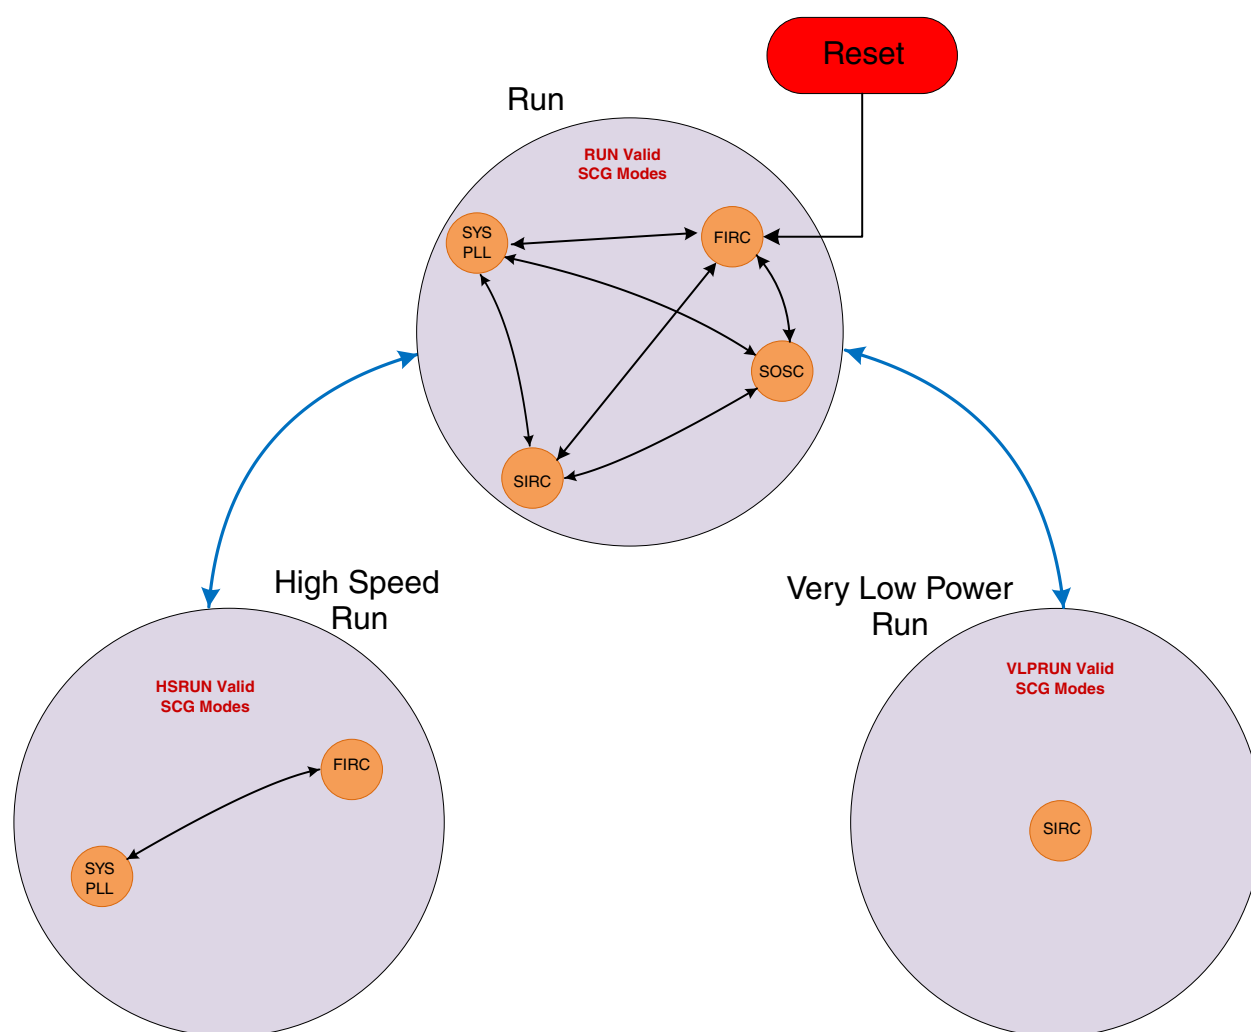 Reset
Run
RUN Valid
SCG Modes
SYS
PLL
FIRC
SOSC
SIRC
High Speed
Run
HSRUN Valid
SCG Modes
FIRC
SYS
PLL
Very Low Power
Run
VLPRUN Valid
SCG Modes
SIRC